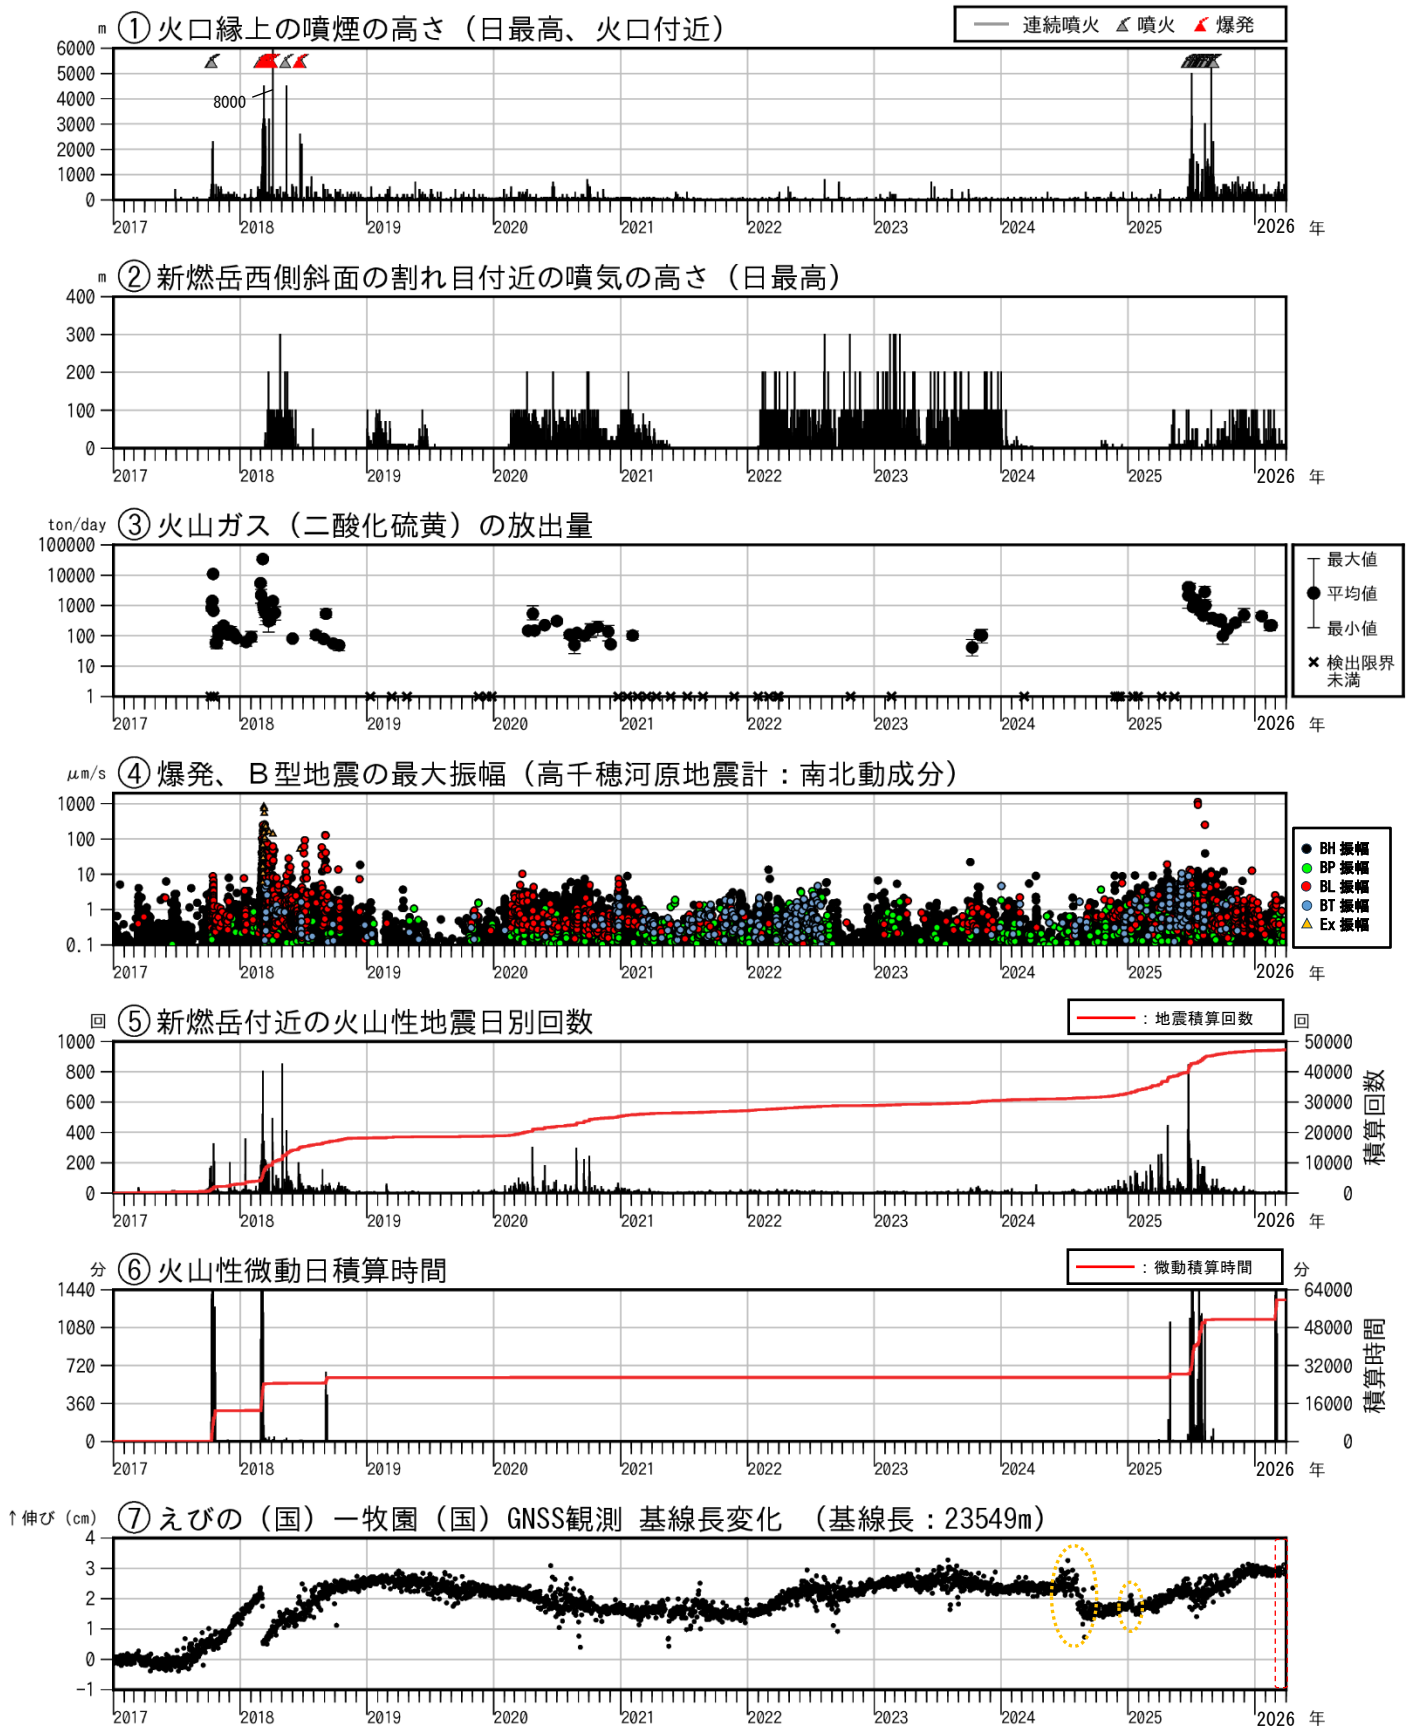 m ①火口縁上の噴煙の高さ（日最高、火口付近）
連続噴火 噴火 爆発
6000
5000
4000
3000
2000
1000
0
8000
2017 2018 2019 2020 2021 2022 2023 2024 2025 2026 年
m ②新燃岳西側斜面の割れ目付近の噴気の高さ（日最高）
400
300
200
100
0
2017 2018 2019 2020 2021 2022 2023 2024 2025 2026 年
ton/day ③火山ガス（二酸化硫黄）の放出量
100000
10000
1000
100
10
1
最大値
平均値
最小値
検出限界
未満
2017 2018 2019 2020 2021 2022 2023 2024 2025 2026 年
μm/s ④爆発、B型地震の最大振幅（高千穂河原地震計：南北動成分）
1000
100
10
1
0.1
BH 振幅
BP 振幅
BL 振幅
BT 振幅
Ex 振幅
2017 2018 2019 2020 2021 2022 2023 2024 2025 2026 年
回 ⑤新燃岳付近の火山性地震日別回数
：地震積算回数 回
1000 50000
800 40000
600 30000
400 20000
200 10000
0 0
積算回数
2017 2018 2019 2020 2021 2022 2023 2024 2025 2026 年
分 ⑥火山性微動日積算時間
：微動積算時間 分
1440 64000
1080 48000
720 32000
360 16000
0 0
積算時間
2017 2018 2019 2020 2021 2022 2023 2024 2025 2026 年
↑伸び（cm） ⑦えびの（国）－牧園（国）GNSS観測 基線長変化 （基線長：23549m）
4
3
2
1
0
-1
2017 2018 2019 2020 2021 2022 2023 2024 2025 2026 年